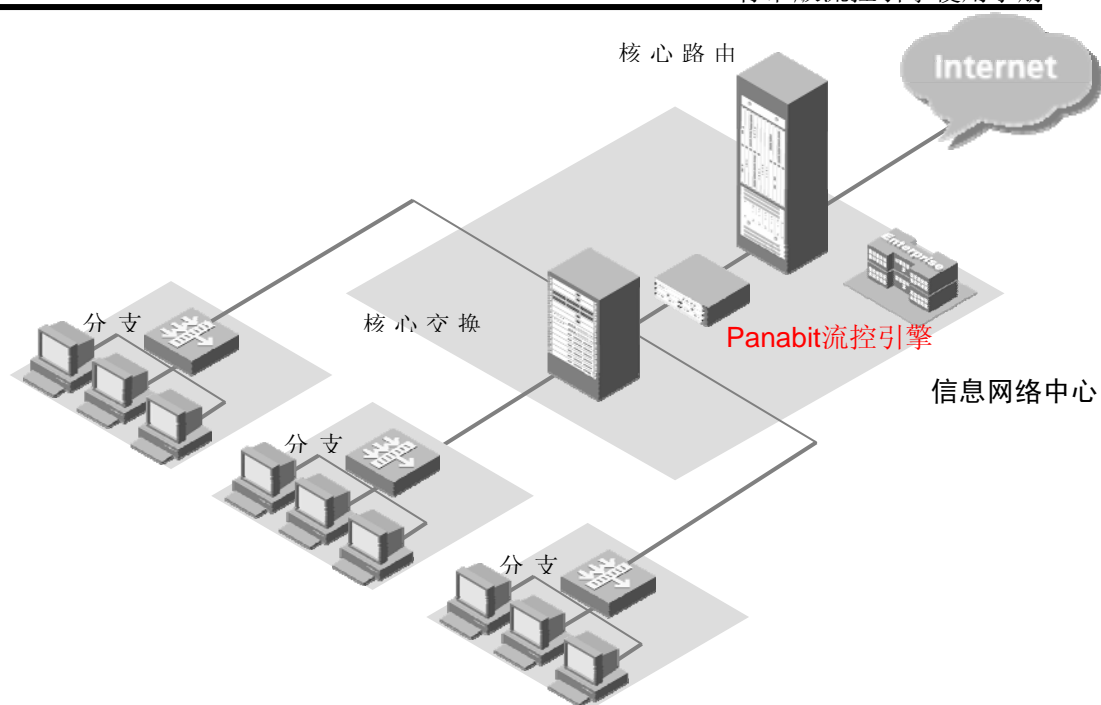 核心路由
Internet
Enterprise
分支
核心交换
Panabit流控引擎
信息网络中心
分支
分支